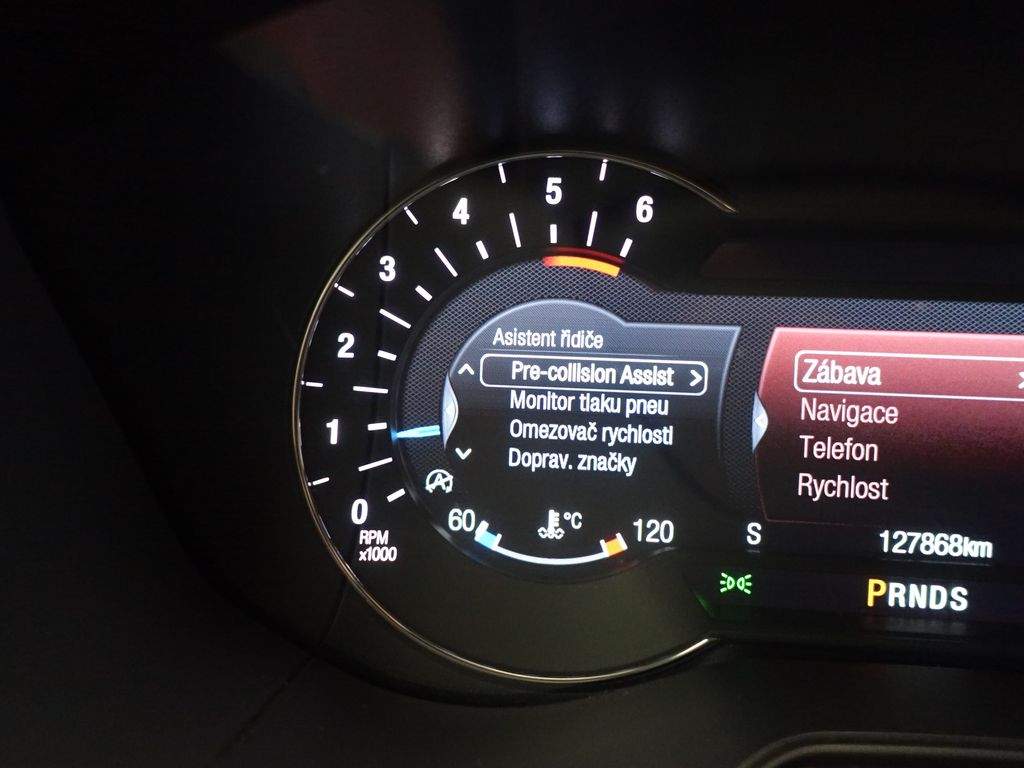 5
4
6
3
2
1
0
RPM
x1000
Asistent řidiče
Pre-collision Assist
Monitor tlaku pneu
Omezovač rychlosti
Doprav. značky
60
°C
120
Zábava
Navigace
Telefon
Rychlost
S
127868km
PRNDS